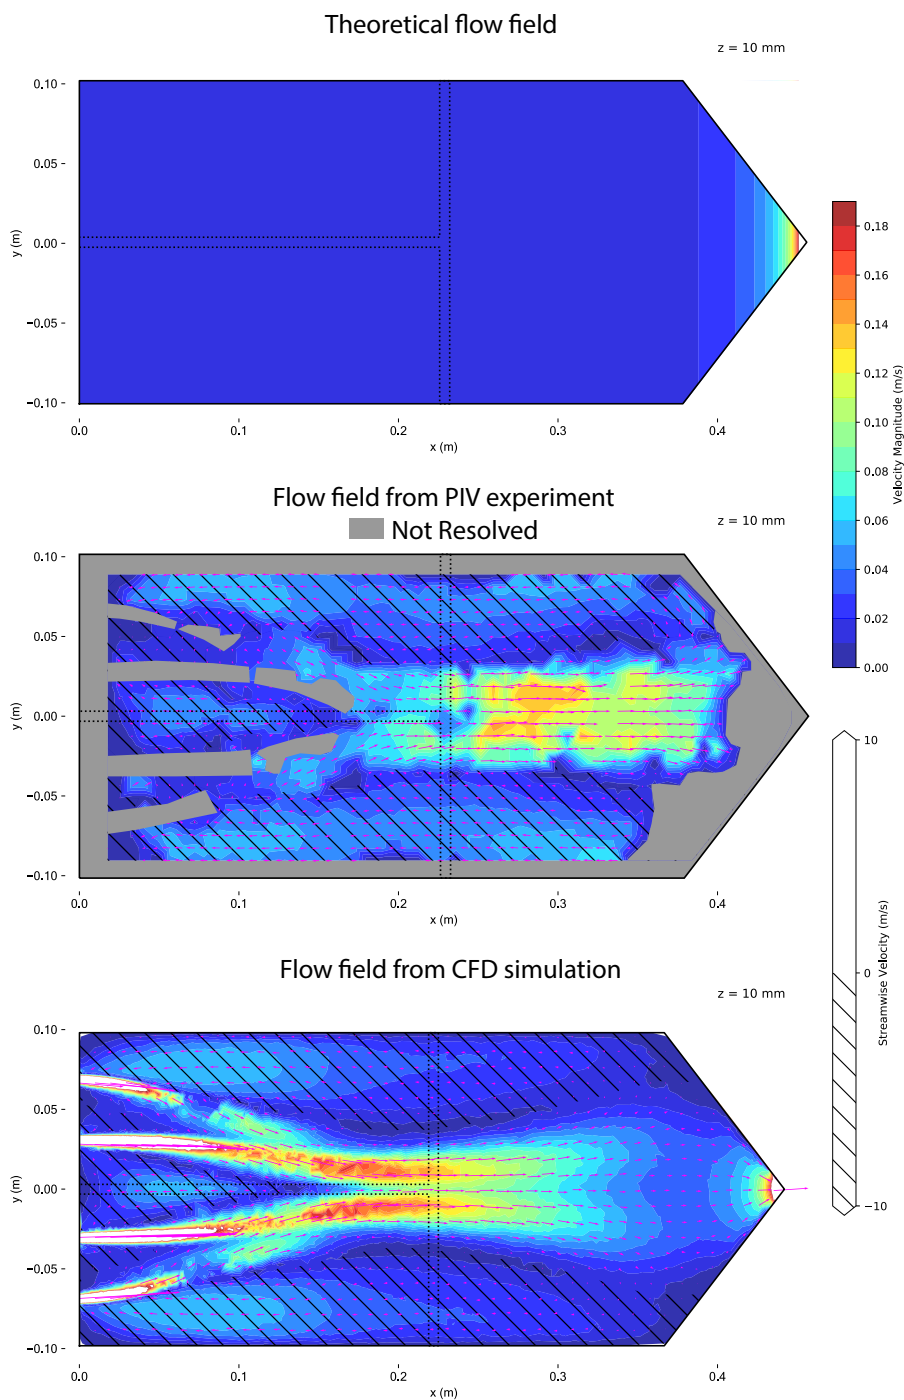 Theoretical flow field
z = 10 mm
0.10
0.05
0.00
−0.05
−0.10
y (m)
0.0 0.1 0.2 0.3 0.4
x (m)
0.18
0.16
0.14
0.12
0.10
0.08
0.06
0.04
0.02
0.00
Velocity Magnitude (m/s)
Flow field from PIV experiment
Not Resolved
z = 10 mm
0.10
0.05
0.00
−0.05
−0.10
y (m)
0.0 0.1 0.2 0.3 0.4
x (m)
10
0
−10
Streamwise Velocity (m/s)
Flow field from CFD simulation
z = 10 mm
0.10
0.05
0.00
−0.05
−0.10
y (m)
0.0 0.1 0.2 0.3 0.4
x (m)